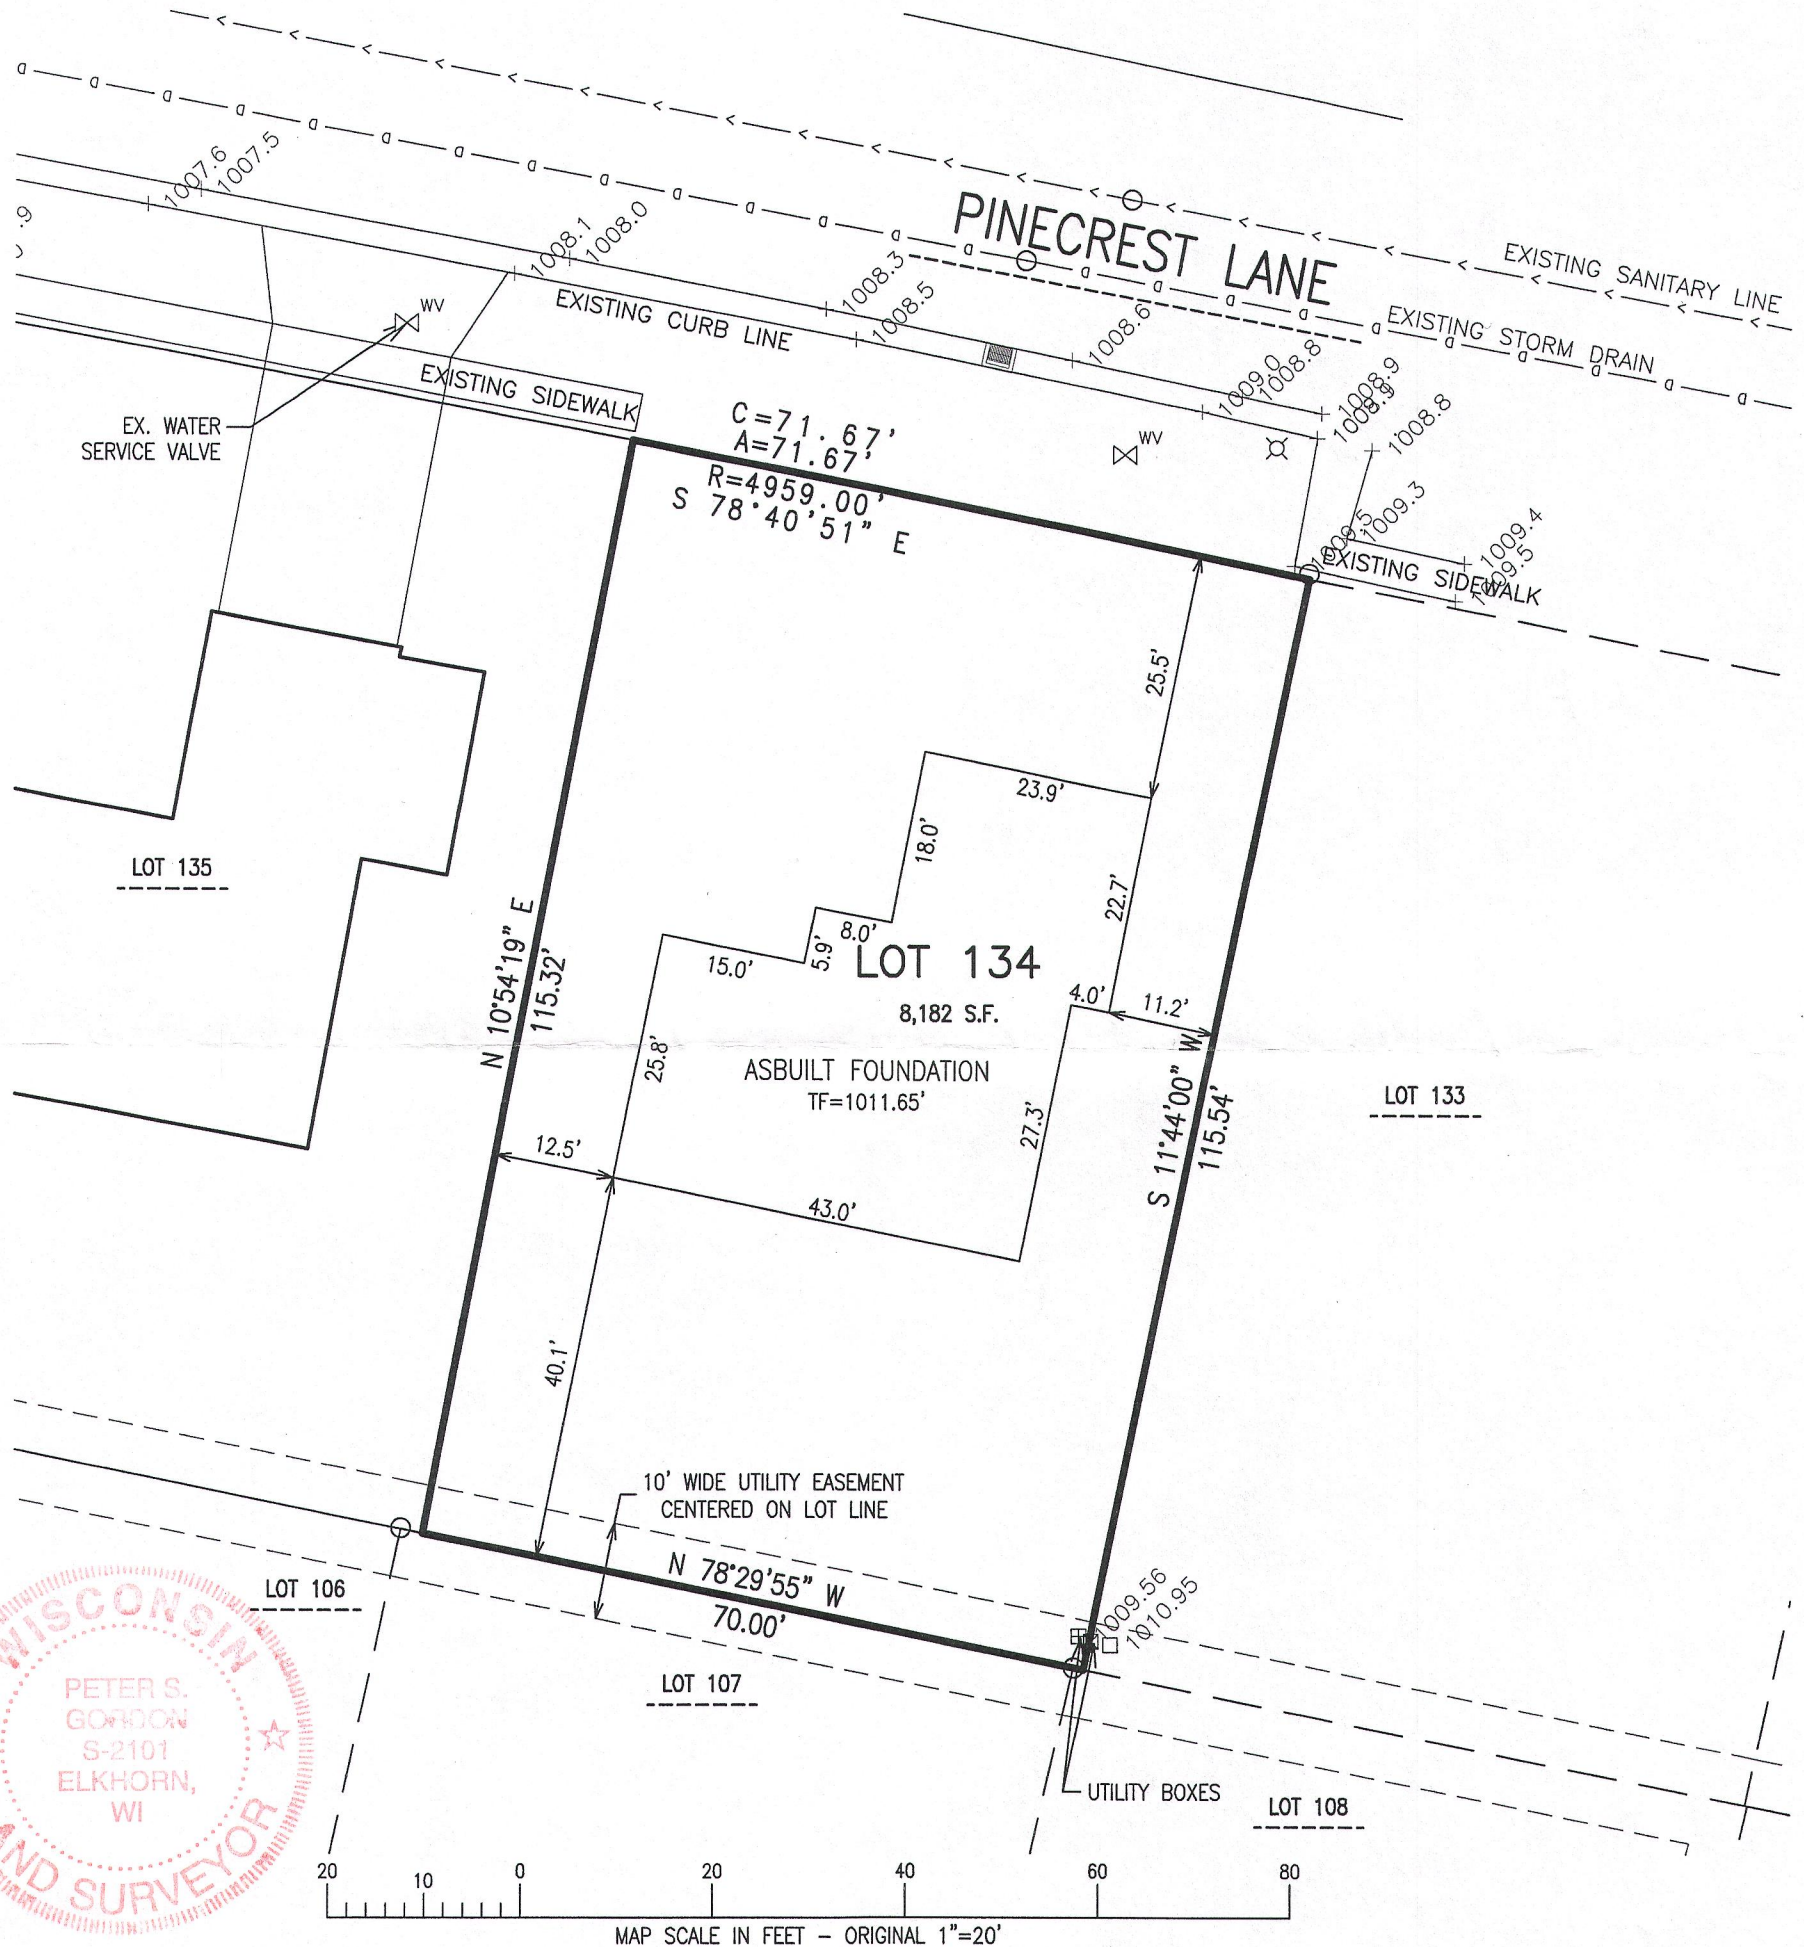 1007.6
1007.5
.9
PINECREST LANE
EXISTING SANITARY LINE
EXISTING STORM DRAIN
1008.1
1008.0
1008.3
1008.5
1008.6
1009.0
1008.8
1008.9
1008.9
1008.8
WV
EXISTING CURB LINE
EXISTING SIDEWALK
EX. WATER
SERVICE VALVE
C=71.67'
A=71.67'
R=4959.00'
S 78°40'51" E
WV
1009.5
1009.3
1009.4
1009.5
EXISTING SIDEWALK
25.5'
23.9'
18.0'
22.7'
LOT 135
N 10°54'19" E
115.32'
15.0'
5.9'
8.0'
LOT 134
8,182 S.F.
4.0'
11.2'
25.8'
ASBUILT FOUNDATION
TF=1011.65'
27.3'
S 11°44'00" W
115.54'
LOT 133
12.5'
43.0'
40.1'
10' WIDE UTILITY EASEMENT
CENTERED ON LOT LINE
N 78°29'55" W
70.00'
1009.56
1010.95
LOT 106
LOT 107
UTILITY BOXES
LOT 108
WISCONSIN
PETER S.
GORDON
S-2101
ELKHORN,
WI
AND SURVEYOR
20
10
0
20
40
60
80
MAP SCALE IN FEET – ORIGINAL 1"=20'